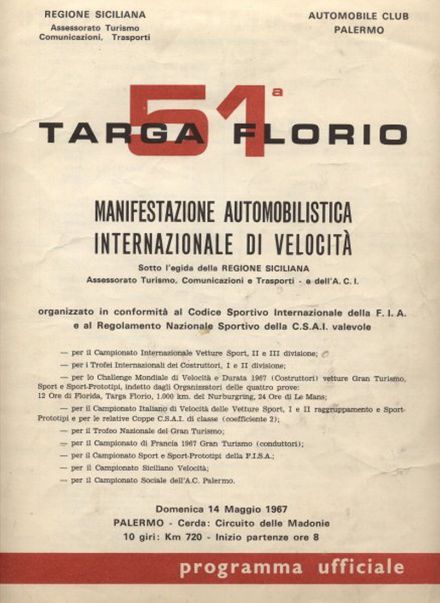 REGIONE SICILIANA
Assessorato Turismo
Comunicazioni, Trasporti
AUTOMOBILE CLUB
PALERMO
51ª
TARGA FLORIO
MANIFESTAZIONE AUTOMOBILISTICA
INTERNAZIONALE DI VELOCITÀ
Sotto l'egida della REGIONE SICILIANA
Assessorato Turismo, Comunicazioni e Trasporti - e dell'A.C.I.
organizzato in conformità al Codice Sportivo Internazionale della F.I.A.
e al Regolamento Nazionale Sportivo della C.S.A.I. valevole
— per il Campionato Internazionale Vetture Sport, II e III divisione;
— per i Trofei Internazionali dei Costruttori, I e II divisione;
— per lo Challenge Mondiale di Velocità e Durata 1967 (Costruttori) vetture Gran Turismo,
Sport e Sport-Prototipi, indetto dagli Organizzatori delle quattro prove:
12 Ore di Florida, Targa Florio, 1.000 km. del Nurburgring, 24 Ore di Le Mans;
— per il Campionato Italiano di Velocità delle Vetture Sport, I e II raggruppamento e Sport-
Prototipi e per le relative Coppe C.S.A.I. di classe (coefficiente 2);
— per il Trofeo Nazionale del Gran Turismo;
— per il Campionato di Francia 1967 Gran Turismo (conduttori);
— per il Campionato Sport e Sport-Prototipi della F.I.S.A.;
— per il Campionato Siciliano Velocità;
— per il Campionato Sociale dell'A.C. Palermo.
Domenica 14 Maggio 1967
PALERMO - Cerda: Circuito delle Madonie
10 giri: Km 720 - Inizio partenze ore 8
programma ufficiale